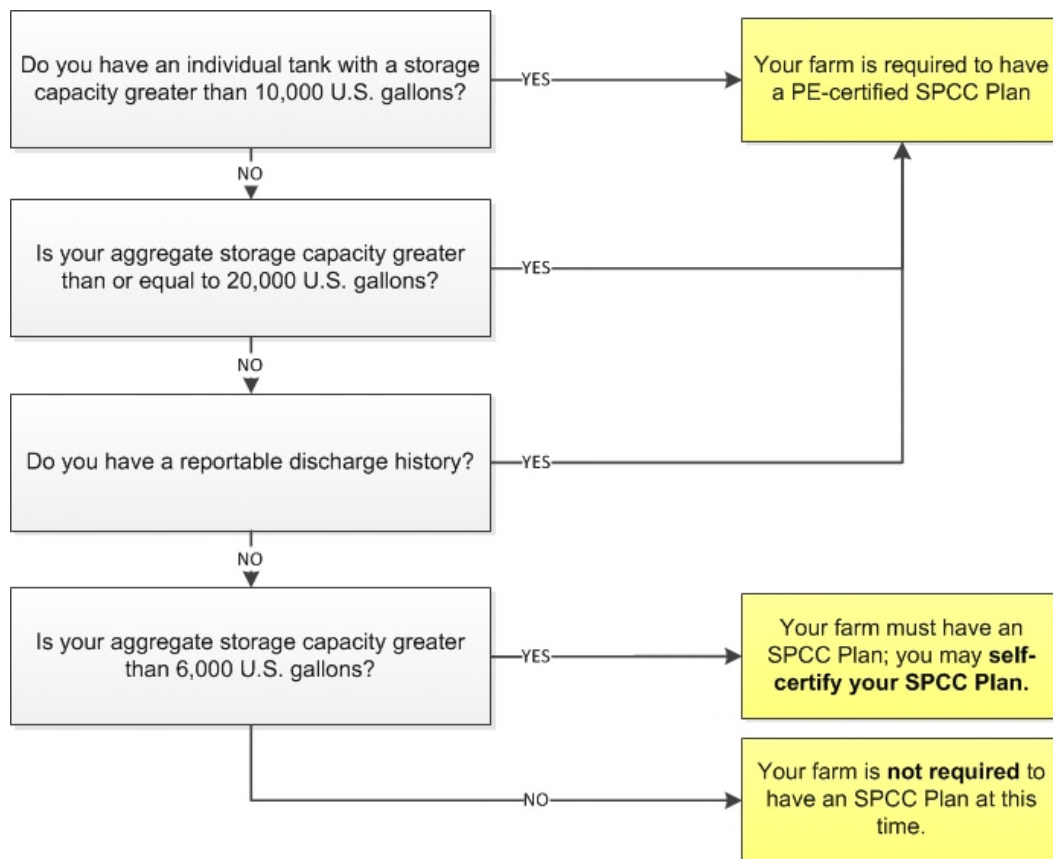 Do you have an individual tank with a storage
capacity greater than 10,000 U.S. gallons?
YES
Your farm is required to have
a PE-certified SPCC Plan
NO
Is your aggregate storage capacity greater
than or equal to 20,000 U.S. gallons?
YES
NO
Do you have a reportable discharge history?
YES
NO
Is your aggregate storage capacity greater
than 6,000 U.S. gallons?
YES
Your farm must have an
SPCC Plan; you may self-
certify your SPCC Plan.
NO
Your farm is not required to
have an SPCC Plan at this
time.